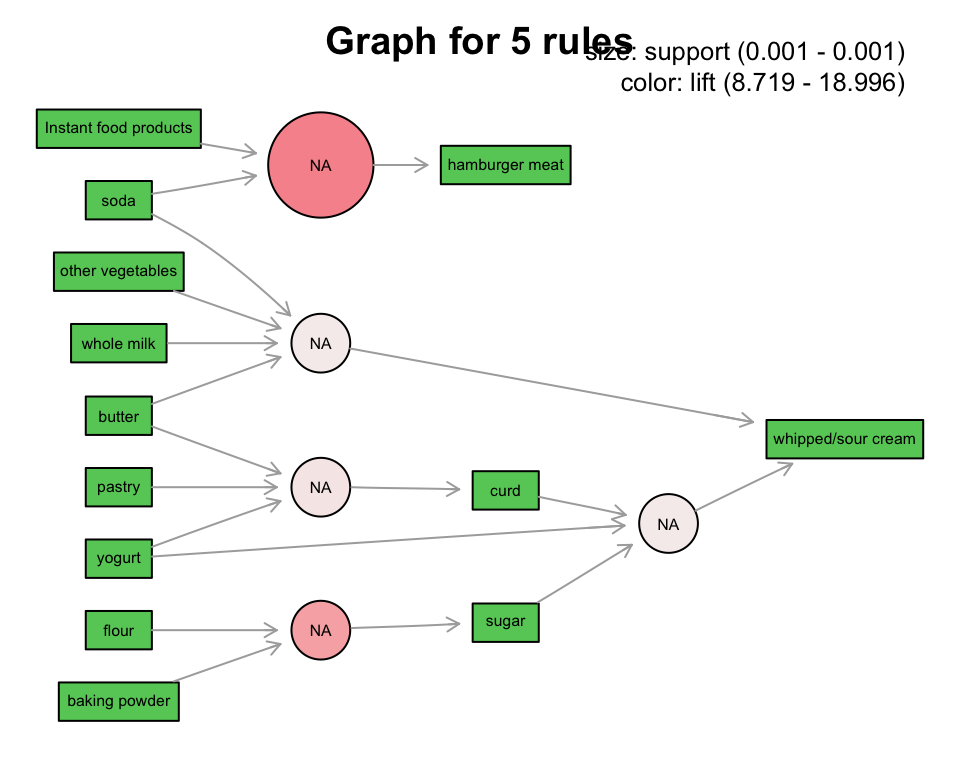 Graph for 5 rules
size: support (0.001 - 0.001)
color: lift (8.719 - 18.996)
Instant food products
NA
hamburger meat
soda
other vegetables
whole milk
NA
butter
whipped/sour cream
pastry
NA
curd
NA
yogurt
flour
NA
sugar
baking powder